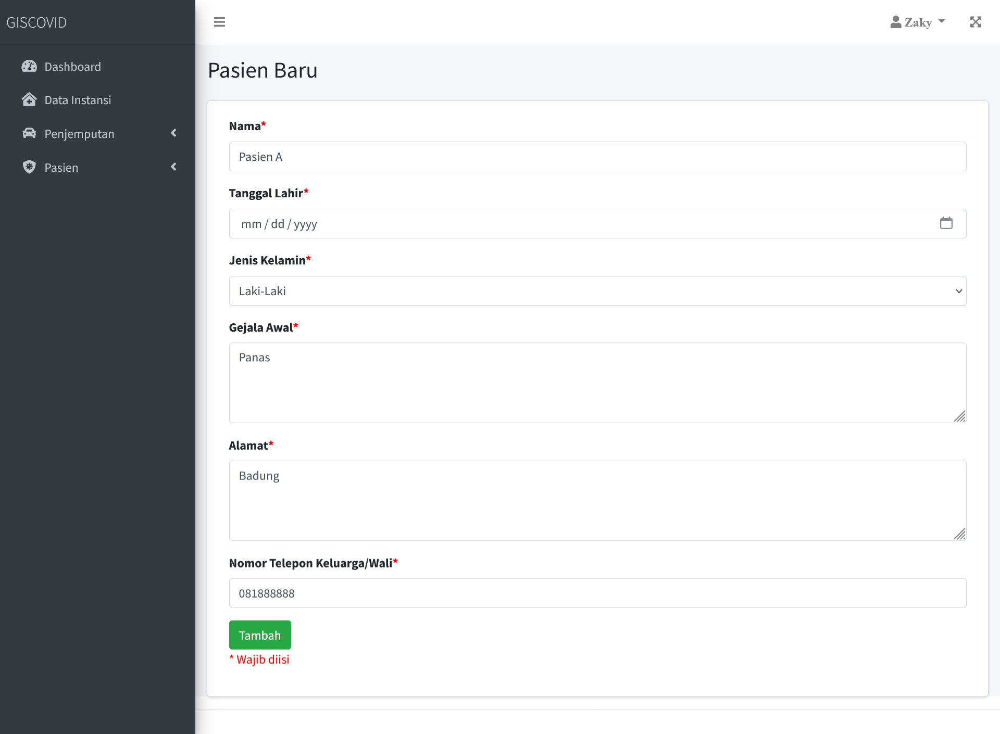 GISCOVID
Zaky
Dashboard
Data Instansi
Penjemputan
Pasien
Pasien Baru
Nama*
Pasien A
Tanggal Lahir*
mm / dd / yyyy
Jenis Kelamin*
Laki-Laki
Gejala Awal*
Panas
Alamat*
Badung
Nomor Telepon Keluarga/Wali*
081888888
Tambah
* Wajib diisi